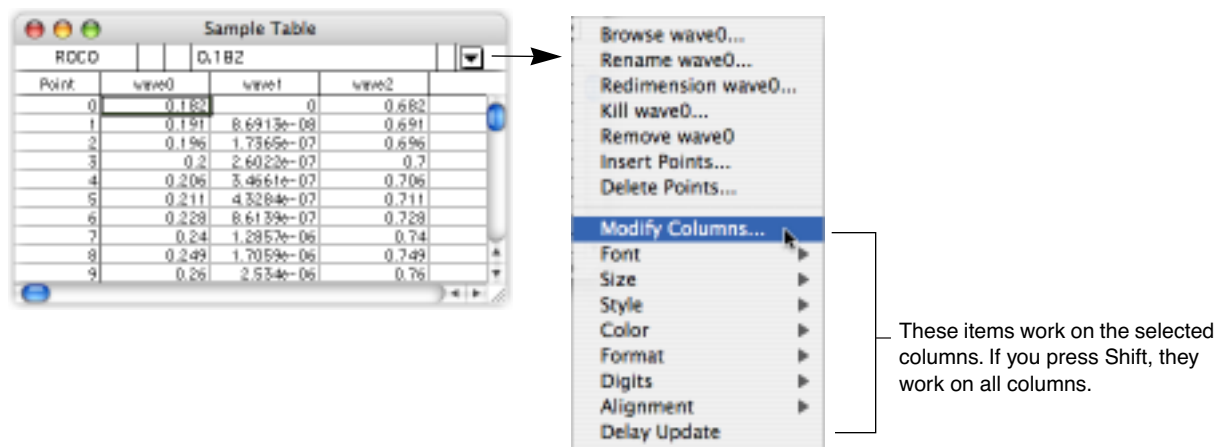 Sample Table
R0C0 0.182
Point wave0 wave1 wave2
0 0.182 0 0.682
1 0.191 8.6913e-08 0.691
2 0.196 1.7365e-07 0.696
3 0.2 2.6022e-07 0.7
4 0.206 3.4661e-07 0.706
5 0.211 4.3284e-07 0.711
6 0.228 8.6139e-07 0.728
7 0.24 1.2857e-06 0.74
8 0.249 1.7059e-06 0.749
9 0.26 2.534e-06 0.76
Browse wave0...
Rename wave0...
Redimension wave0...
Kill wave0...
Remove wave0
Insert Points...
Delete Points...
Modify Columns...
Font
Size
Style
Color
Format
Digits
Alignment
Delay Update
These items work on the selected
columns. If you press Shift, they
work on all columns.